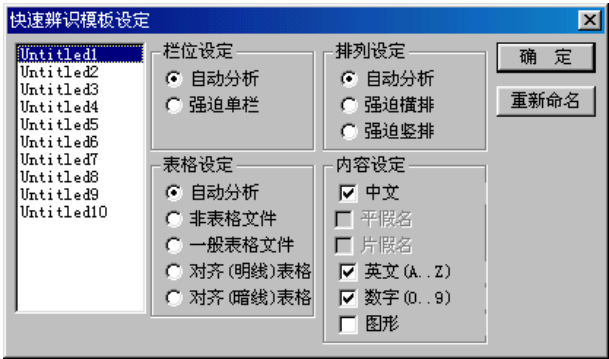 快速辨识模板设定
Untitled1
Untitled2
Untitled3
Untitled4
Untitled5
Untitled6
Untitled7
Untitled8
Untitled9
Untitled10
栏位设定
自动分析
强迫单栏
排列设定
自动分析
强迫横排
强迫竖排
表格设定
自动分析
非表格文件
一般表格文件
对齐(明线)表格
对齐(暗线)表格
内容设定
中文
平假名
片假名
英文(A..Z)
数字(0..9)
图形
确 定
重新命名